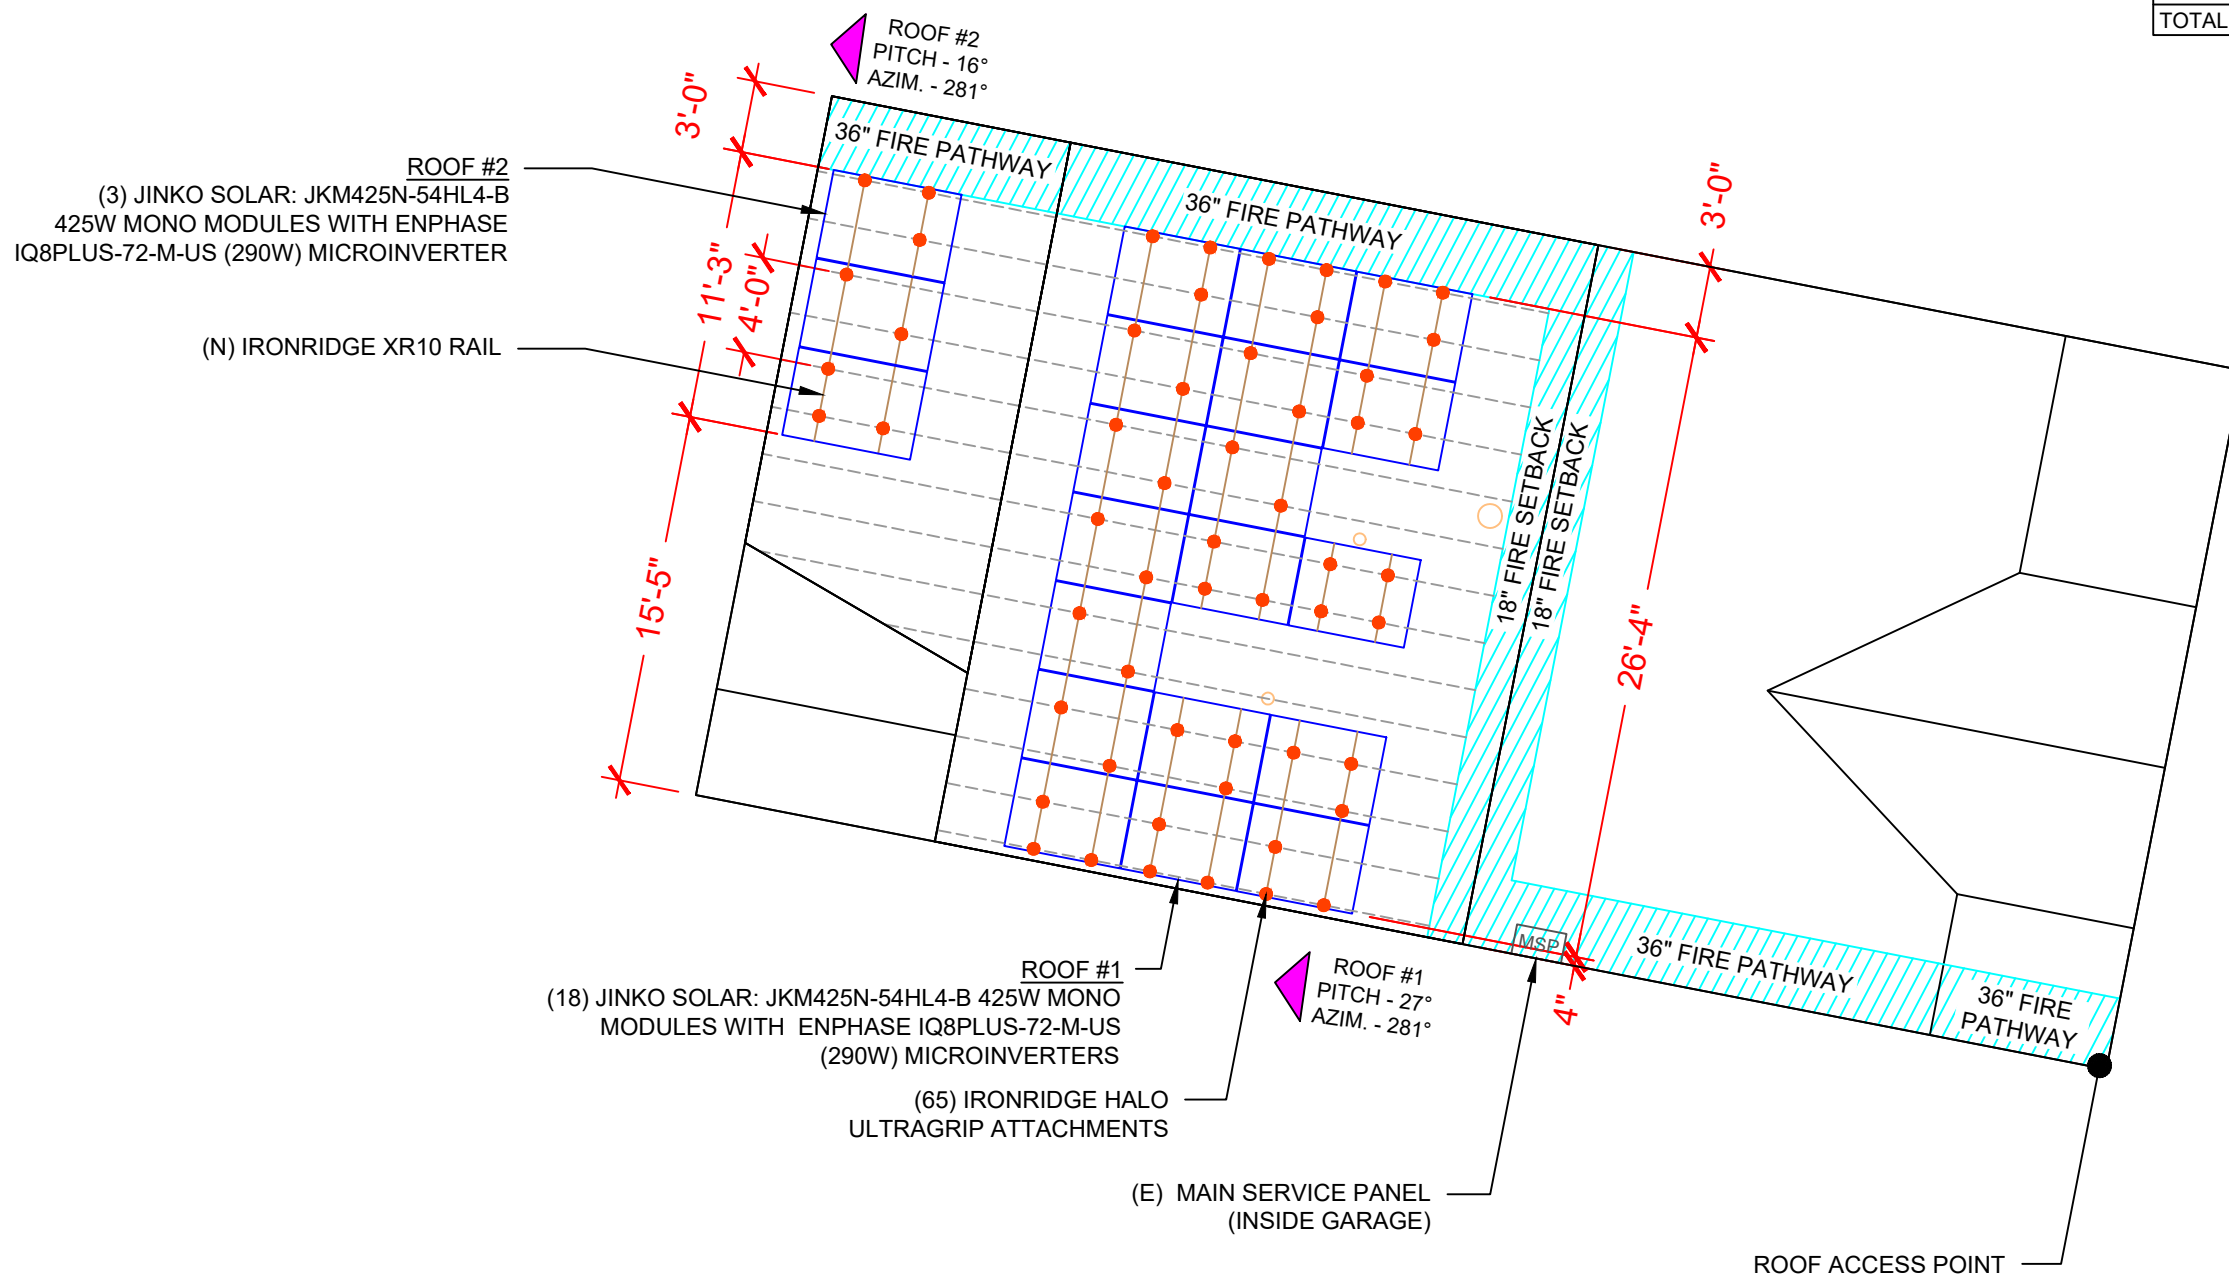 TOTAL
ROOF #2
PITCH - 16°
AZIM. - 281°
3'-0"
36" FIRE PATHWAY
ROOF #2
(3) JINKO SOLAR: JKM425N-54HL4-B
425W MONO MODULES WITH ENPHASE
IQ8PLUS-72-M-US (290W) MICROINVERTER
36" FIRE PATHWAY
3'-0"
11'-3"
4'-0"
(N) IRONRIDGE XR10 RAIL
18" FIRE SETBACK
18" FIRE SETBACK
15'-5"
26'-4"
MSP
36" FIRE PATHWAY
4"
36" FIRE
PATHWAY
ROOF #1
(18) JINKO SOLAR: JKM425N-54HL4-B 425W MONO
MODULES WITH ENPHASE IQ8PLUS-72-M-US
(290W) MICROINVERTERS
ROOF #1
PITCH - 27°
AZIM. - 281°
(65) IRONRIDGE HALO
ULTRAGRIP ATTACHMENTS
(E) MAIN SERVICE PANEL
(INSIDE GARAGE)
ROOF ACCESS POINT